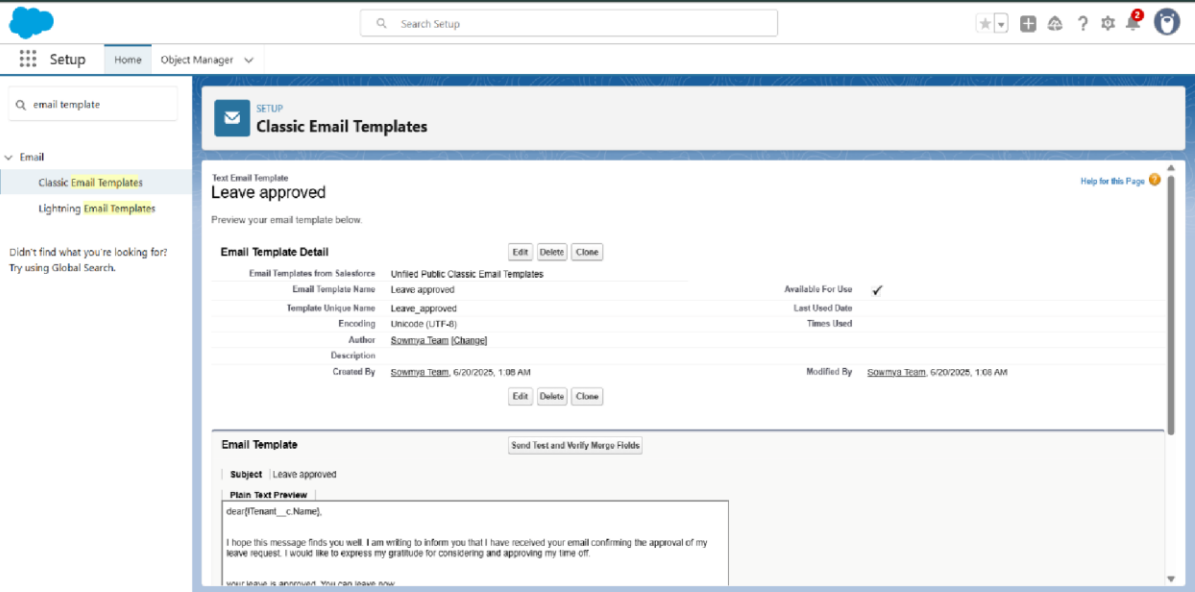 Search Setup
2
Setup
Home
Object Manager
email template
Email
Classic Email Templates
Lightning Email Templates
Didn't find what you're looking for?
Try using Global Search.
SETUP
Classic Email Templates
Text Email Template
Leave approved
Help for this Page
Preview your email template below.
Email Template Detail
Edit Delete Clone
Email Templates from Salesforce Unfiled Public Classic Email Templates
Email Template Name Leave approved Available For Use
Template Unique Name Leave_approved Last Used Date
Encoding Unicode (UTF-8) Times Used
Author Sowmya Team [Change]
Description
Created By Sowmya Team, 6/20/2025, 1:08 AM Modified By Sowmya Team, 6/20/2025, 1:08 AM
Edit Delete Clone
Email Template Send Test and Verify Merge Fields
Subject Leave approved
Plain Text Preview
dear{!Tenant__c.Name},
I hope this message finds you well. I am writing to inform you that I have received your email confirming the approval of my
leave request. I would like to express my gratitude for considering and approving my time off.
your leave is approved. You can leave now